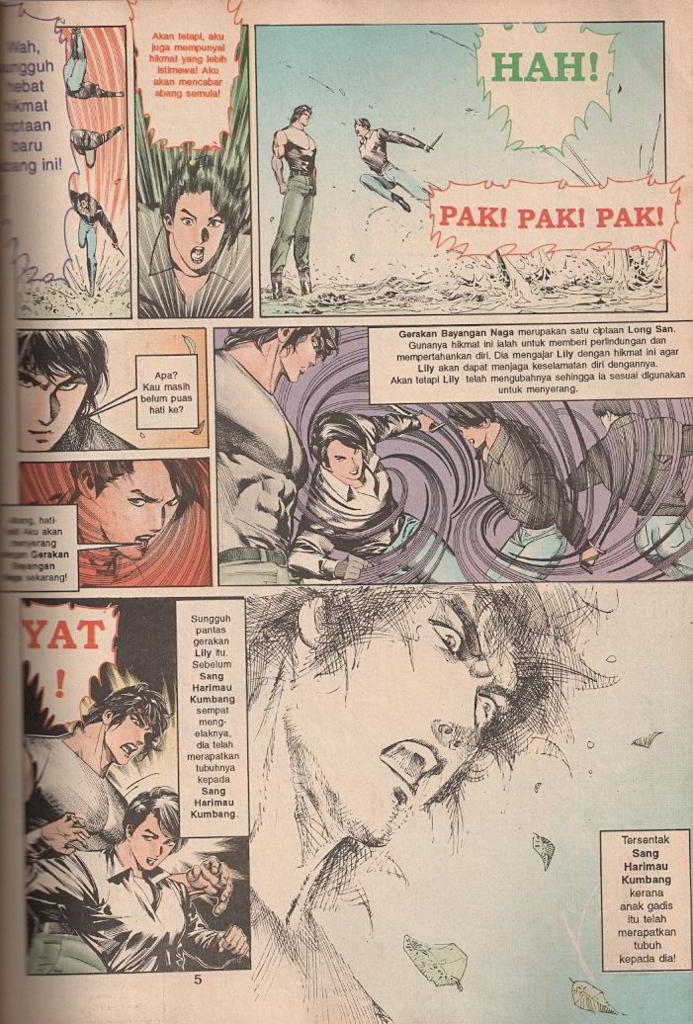 Wah,
sungguh
hebat
hikmat
ciptaan
baru
abang ini!
Akan tetapi, aku
juga mempunyai
hikmat yang lebih
istimewa! Aku
akan mencabar
abang semula!
HAH!
PAK! PAK! PAK!
Apa?
Kau masih
belum puas
hati ke?
Gerakan Bayangan Naga merupakan satu ciptaan Long San.
Gunanya hikmat ini ialah untuk memberi perlindungan dan
mempertahankan diri. Dia mengajar Lily dengan hikmat ini agar
Lily akan dapat menjaga keselamatan diri dengannya.
Akan tetapi Lily telah mengubahnya sehingga ia sesuai digunakan
untuk menyerang.
hati-
Aku akan
menyerang
Gerakan
Bayangan
Naga sekarang!
YAT
!
Sungguh
pantas
gerakan
Lily itu.
Sebelum
Sang
Harimau
Kumbang
sempat
meng-
elaknya,
dia telah
merapatkan
tubuhnya
kepada
Sang
Harimau
Kumbang.
Tersentak
Sang
Harimau
Kumbang
kerana
anak gadis
itu telah
merapatkan
tubuh
kepada dia!
5